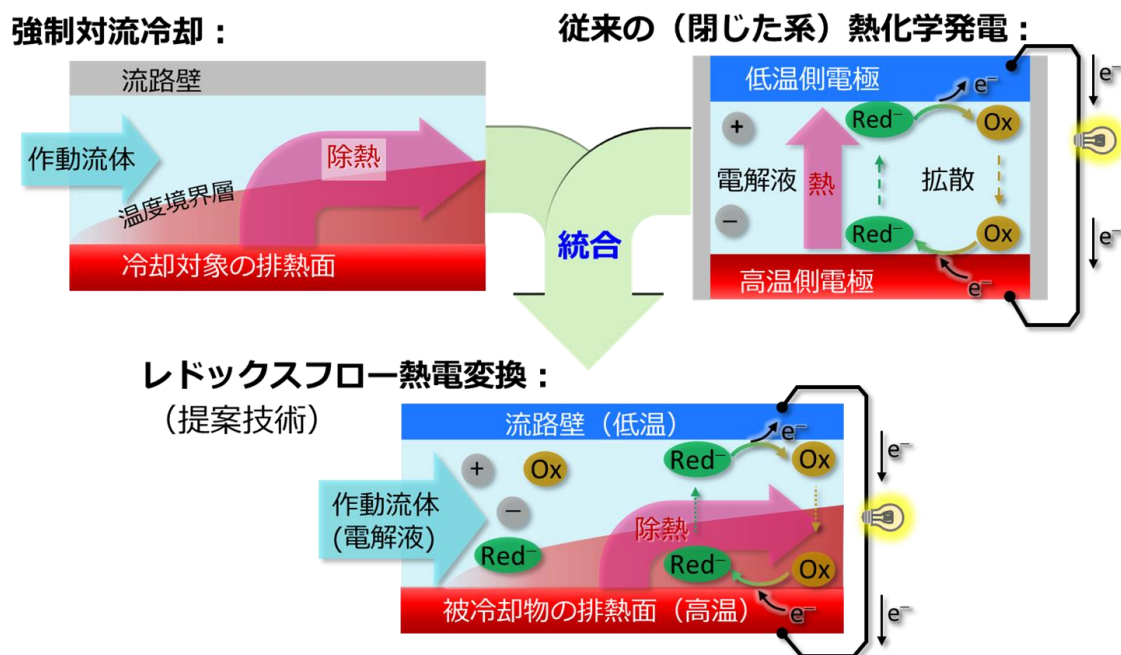 強制対流冷却：
流路壁
作動流体
除熱
温度境界層
冷却対象の排熱面
従来の（閉じた系）熱化学発電：
低温側電極
e⁻
e⁻
Red⁻
Ox
+
電解液
熱
拡散
−
Red⁻
Ox
e⁻
高温側電極
e⁻
統合
レドックスフロー熱電変換：
（提案技術）
流路壁（低温）
e⁻
e⁻
+
Ox
Red⁻
Ox
作動流体
(電解液)
−
除熱
Red⁻
Red⁻
Ox
被冷却物の排熱面（高温）
e⁻
e⁻